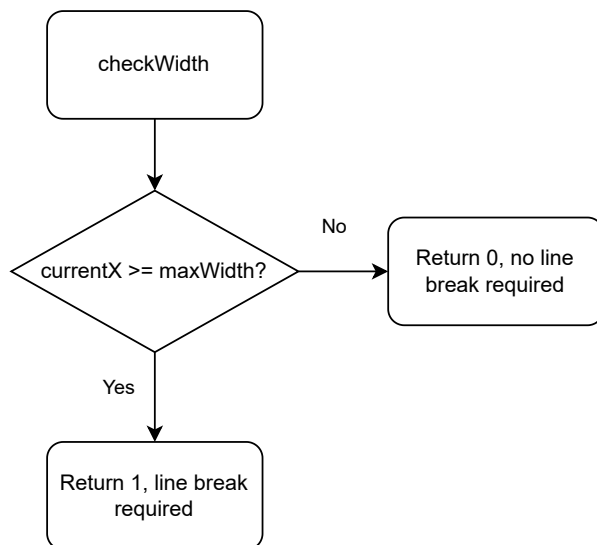 checkWidth
currentX >= maxWidth?
No
Return 0, no line
break required
Yes
Return 1, line break
required